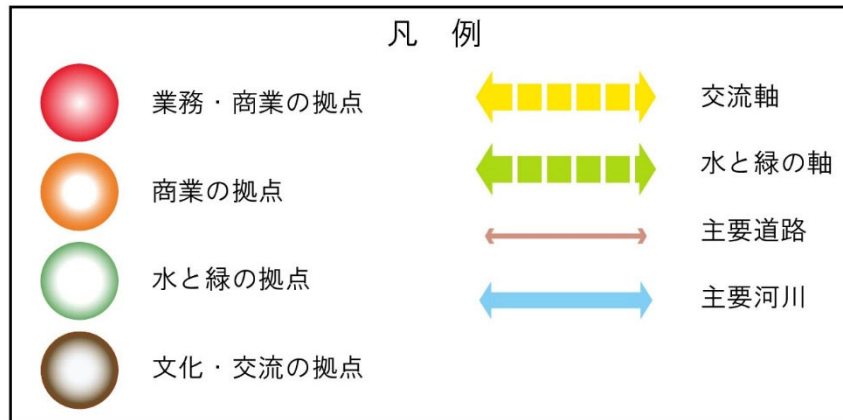 凡　例
業務・商業の拠点
商業の拠点
水と緑の拠点
文化・交流の拠点
交流軸
水と緑の軸
主要道路
主要河川